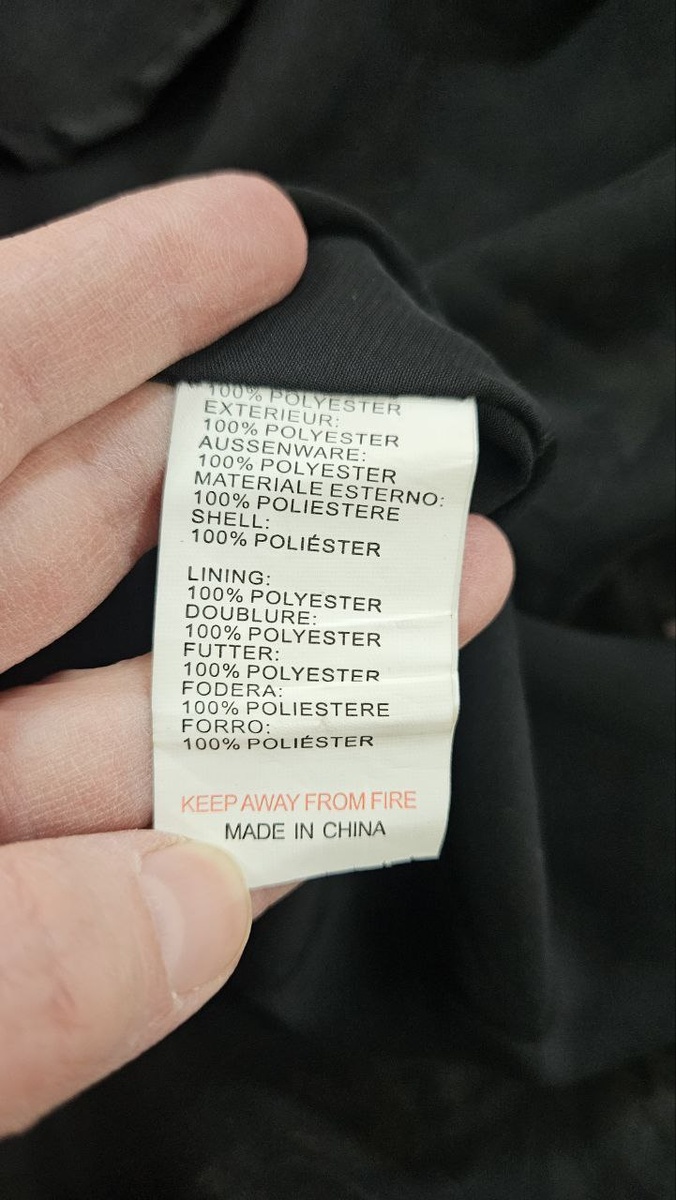 100% POLYESTER
EXTERIEUR:
100% POLYESTER
AUSSENWARE:
100% POLYESTER
MATERIALE ESTERNO:
100% POLIESTERE
SHELL:
100% POLIÉSTER
LINING:
100% POLYESTER
DOUBLURE:
100% POLYESTER
FUTTER:
100% POLYESTER
FODERA:
100% POLIESTERE
FORRO:
100% POLIÉSTER
KEEP AWAY FROM FIRE
MADE IN CHINA